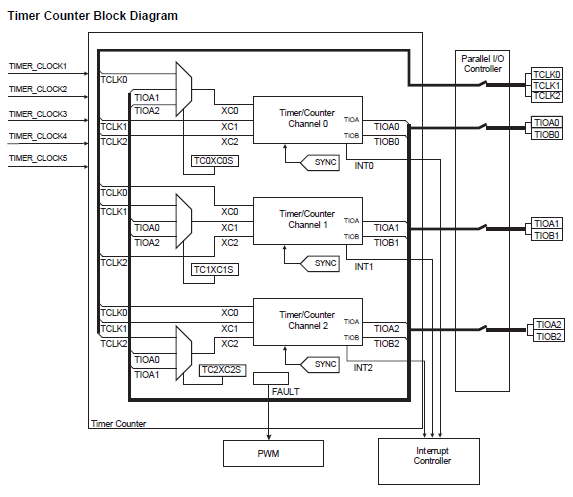 Timer Counter Block Diagram
TIMER_CLOCK1
TIMER_CLOCK2
TIMER_CLOCK3
TIMER_CLOCK4
TIMER_CLOCK5
TCLK0
TIOA1
TIOA2
TCLK1
TCLK2
XC0
XC1
XC2
TC0XC0S
Timer/Counter
Channel 0
TIOA
TIOB
SYNC
TIOA0
TIOB0
INT0
TCLK0
TCLK1
TIOA0
TIOA2
TCLK2
XC0
XC1
XC2
TC1XC1S
Timer/Counter
Channel 1
TIOA
TIOB
SYNC
TIOA1
TIOB1
INT1
TCLK0
TCLK1
TCLK2
TIOA0
TIOA1
XC0
XC1
XC2
TC2XC2S
Timer/Counter
Channel 2
TIOA
TIOB
SYNC
TIOA2
TIOB2
INT2
FAULT
Timer Counter
PWM
Interrupt
Controller
Parallel I/O
Controller
TCLK0
TCLK1
TCLK2
TIOA0
TIOB0
TIOA1
TIOB1
TIOA2
TIOB2